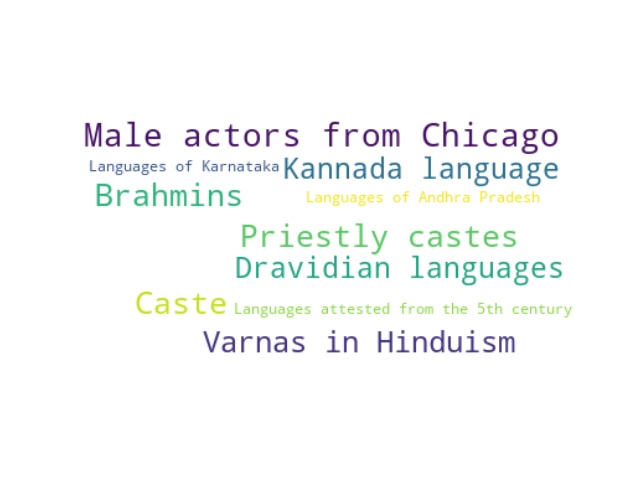 Male actors from Chicago
Languages of Karnataka
Kannada language
Brahmins
Languages of Andhra Pradesh
Priestly castes
Dravidian languages
Caste
Languages attested from the 5th century
Varnas in Hinduism